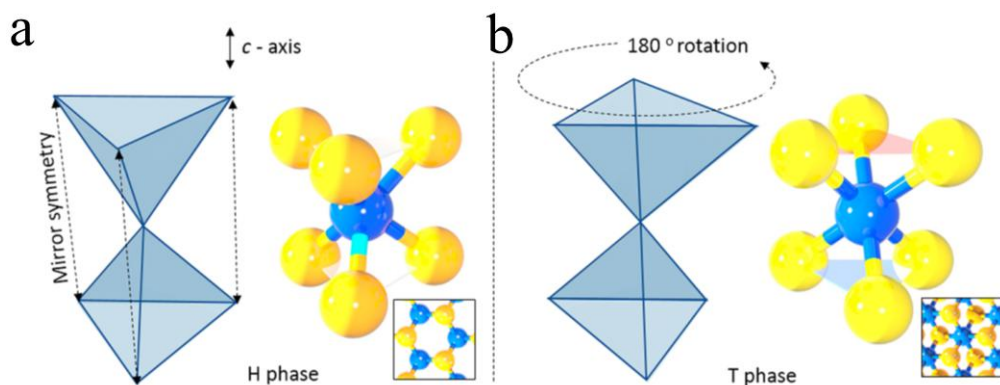 a
c - axis
Mirror symmetry
H phase
b
180 o rotation
T phase